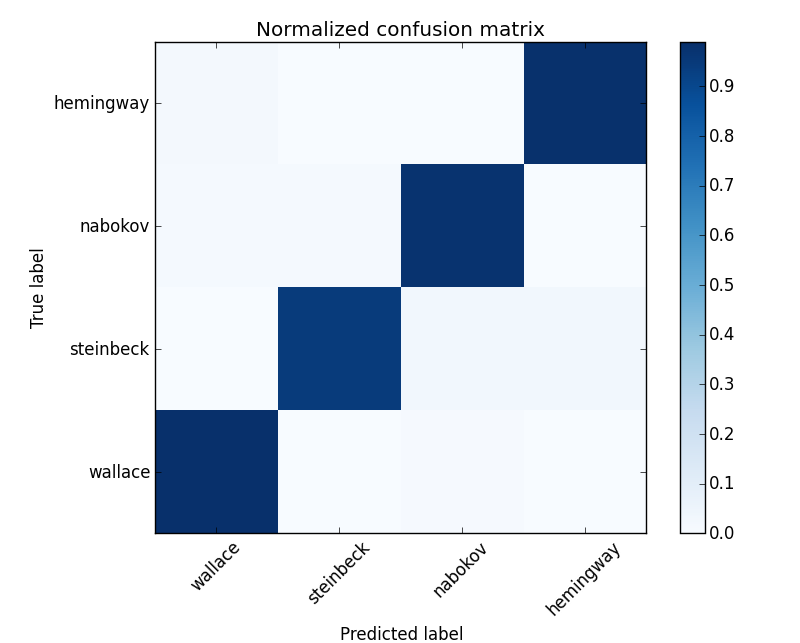 Normalized confusion matrix
hemingway
nabokov
steinbeck
wallace
True label
wallace
steinbeck
nabokov
hemingway
Predicted label
0.9
0.8
0.7
0.6
0.5
0.4
0.3
0.2
0.1
0.0